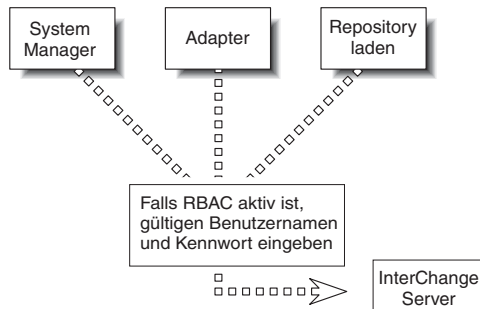 System
Manager
Adapter
Repository
laden
Falls RBAC aktiv ist,
gültigen Benutzernamen
und Kennwort eingeben
InterChange
Server